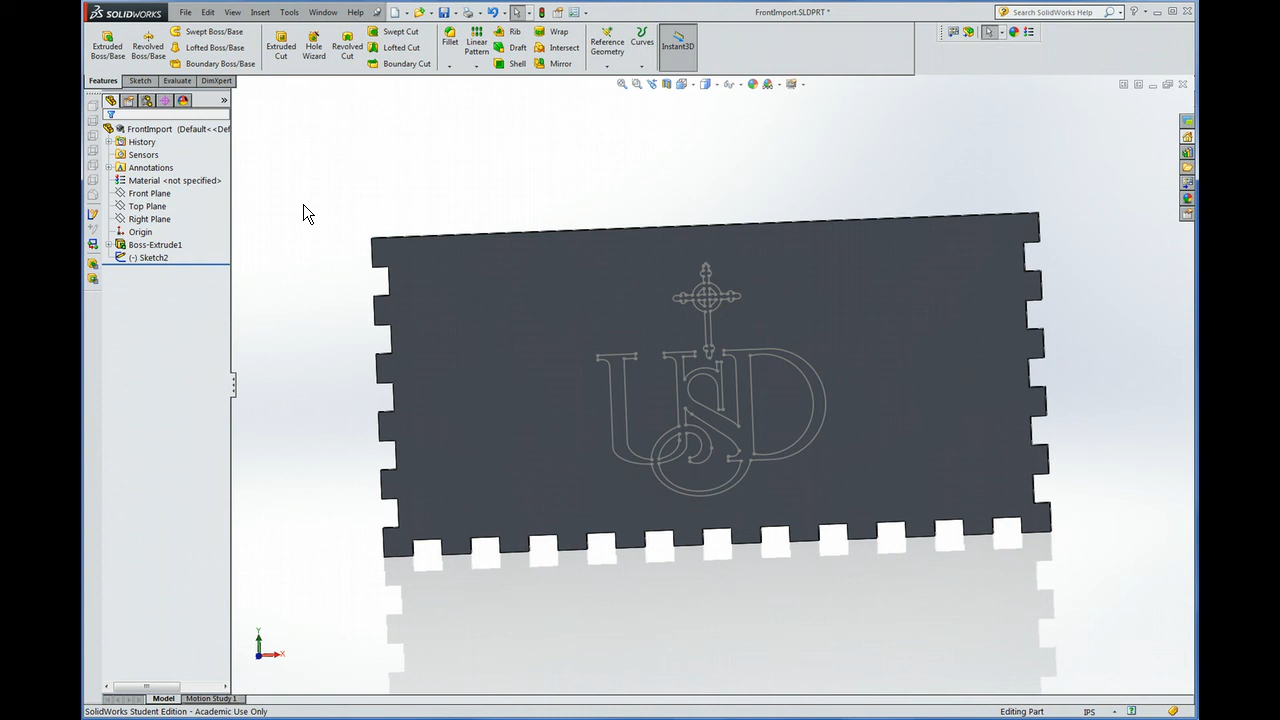 SOLIDWORKS File Edit View Insert Tools Window Help FrontImport.SLDPRT * Search SolidWorks Help
Extruded Boss/Base
Revolved Boss/Base
Swept Boss/Base
Lofted Boss/Base
Boundary Boss/Base
Extruded Cut
Hole Wizard
Revolved Cut
Swept Cut
Lofted Cut
Boundary Cut
Fillet
Linear Pattern
Rib
Draft
Shell
Wrap
Intersect
Mirror
Reference Geometry
Curves
Instant3D
Features Sketch Evaluate DimXpert
FrontImport (Default<<Def
History
Sensors
Annotations
Material <not specified>
Front Plane
Top Plane
Right Plane
Origin
Boss-Extrude1
(-) Sketch2
USD
Y
X
Model Motion Study 1
SolidWorks Student Edition - Academic Use Only Editing Part IPS